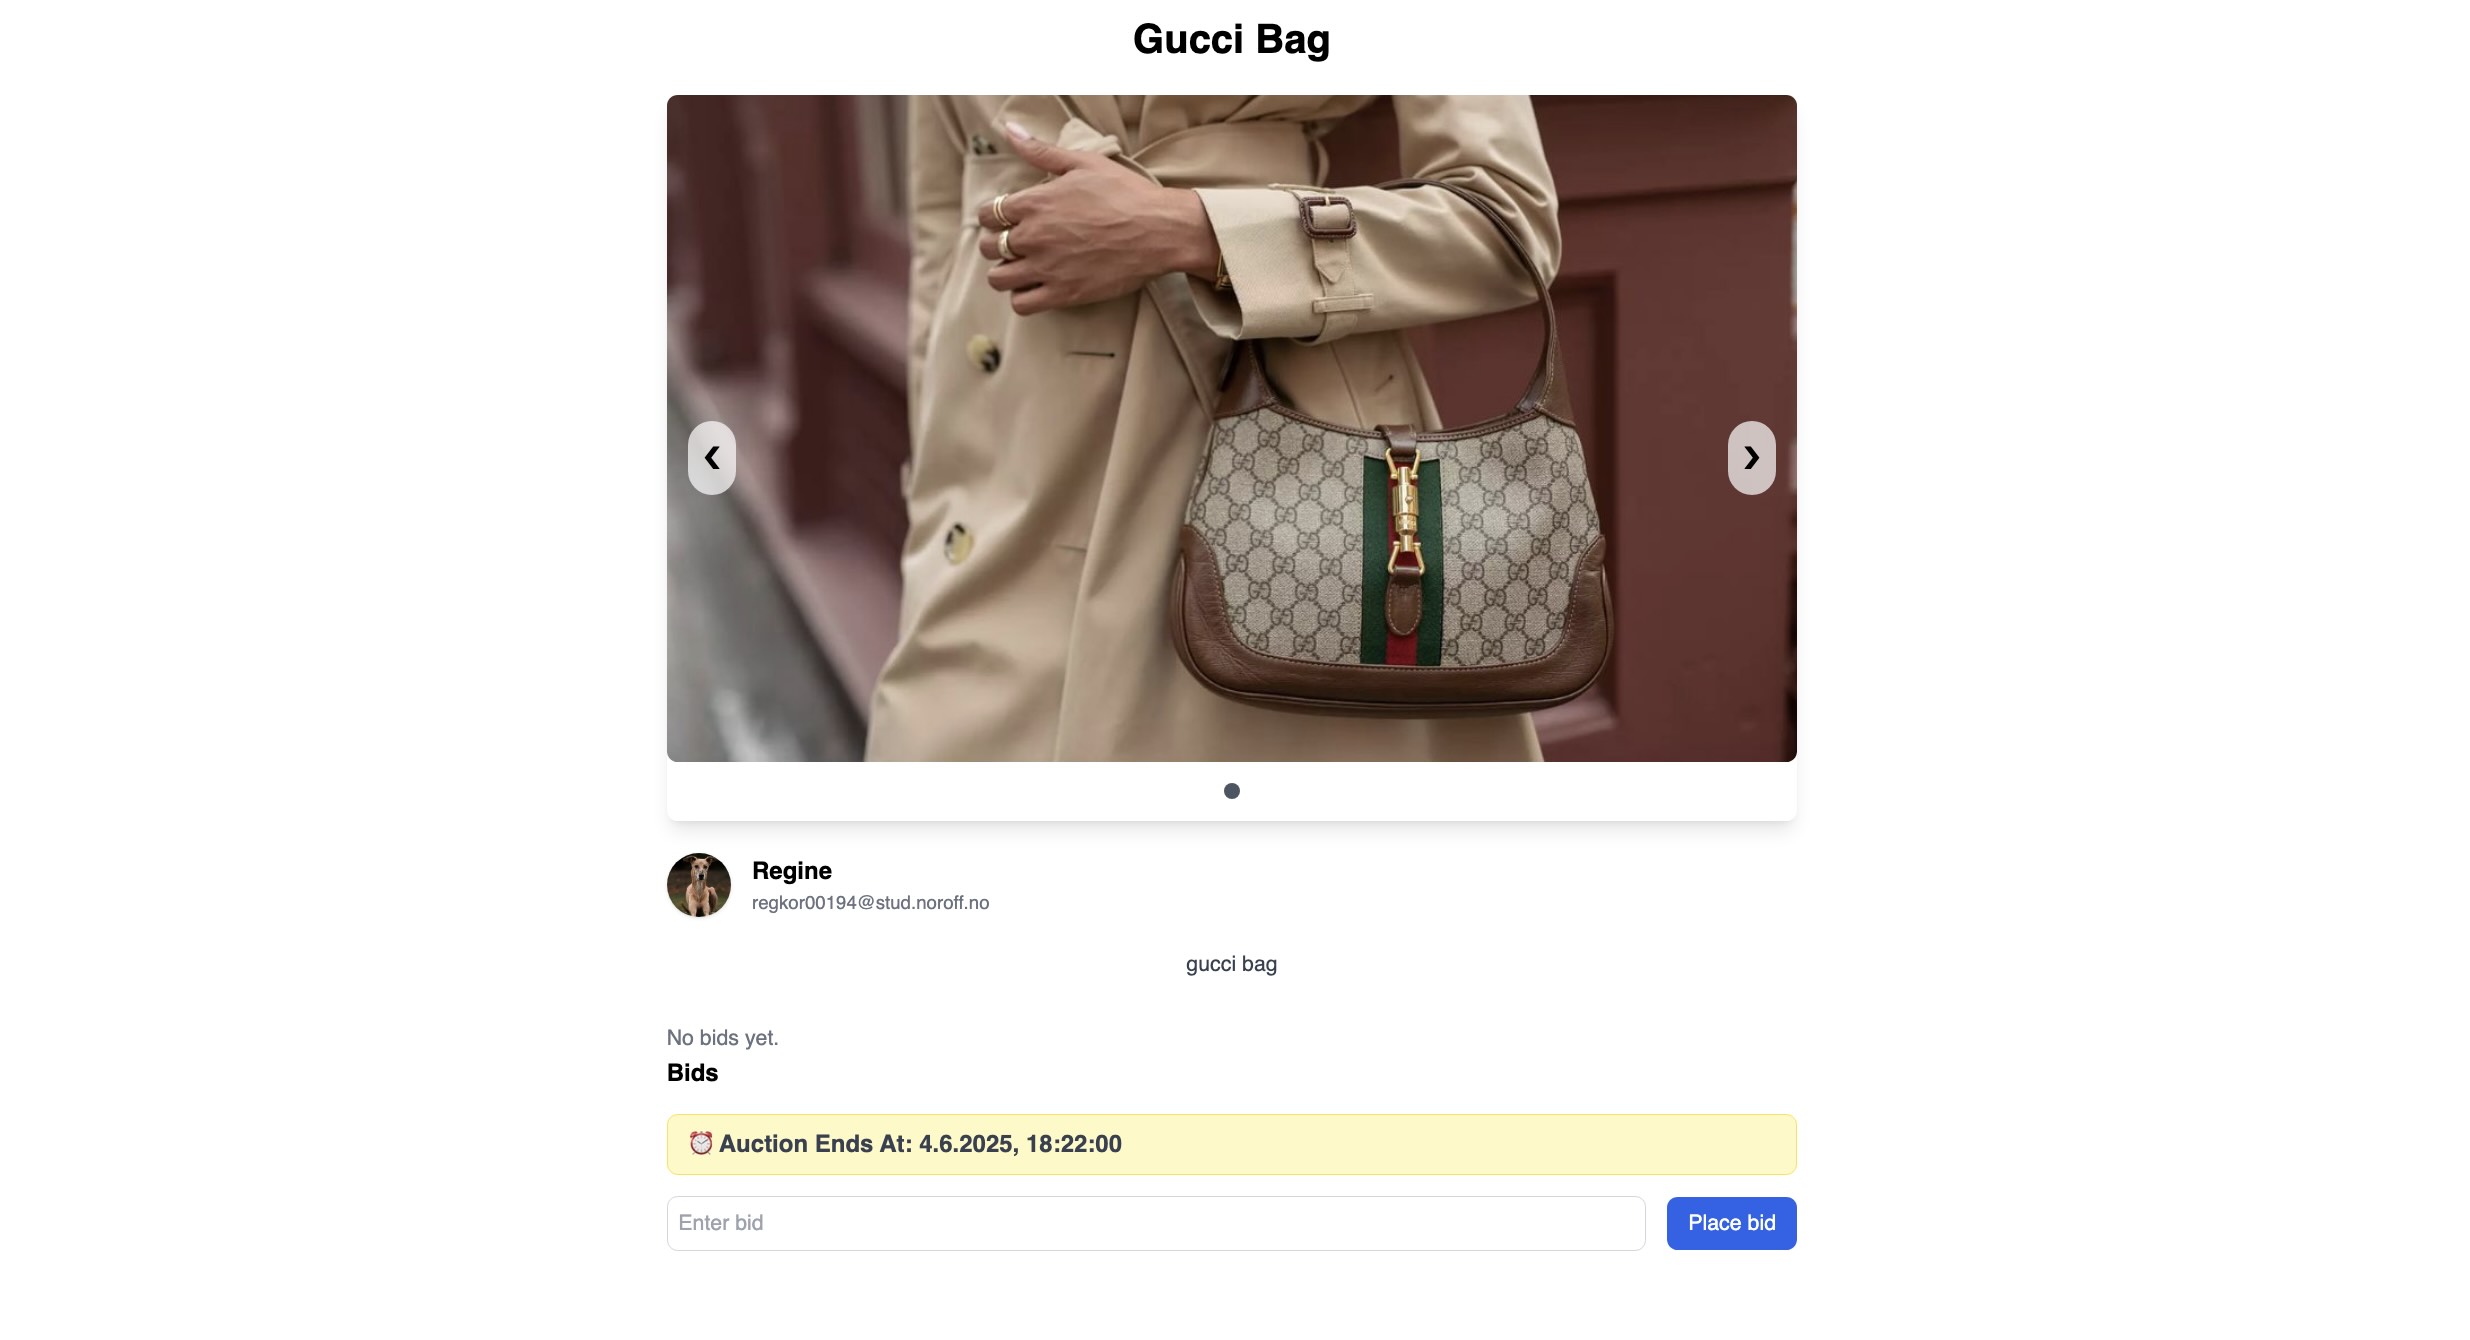 Gucci Bag
❮
❯
Regine
regkor00194@stud.noroff.no
gucci bag
No bids yet.
Bids
⏰ Auction Ends At: 4.6.2025, 18:22:00
Enter bid
Place bid